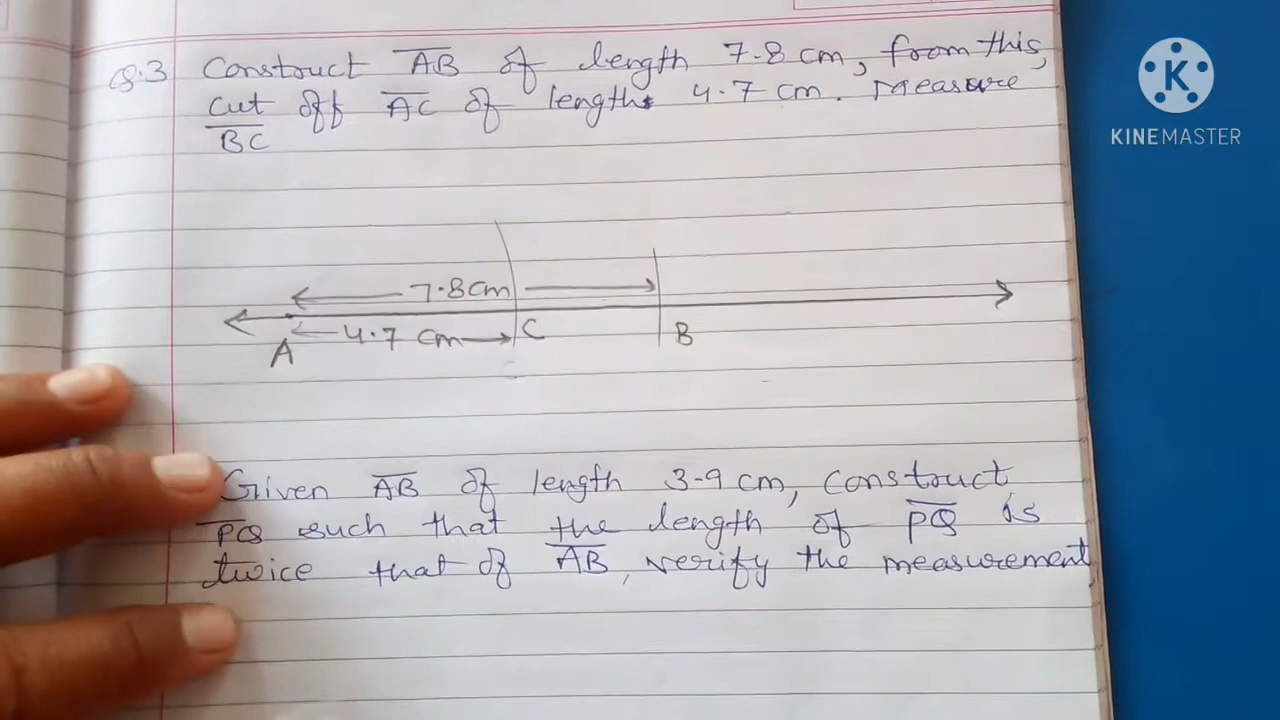 Q.3 Construct AB of length 7.8 cm, from this,
cut off AC of length 4.7 cm. Measure
BC
7.8cm
4.7 cm
C
A
B
Given AB of length 3-9 cm, construct
PQ such that the length of PQ is
twice that of AB, verify the measurement
K
KINEMASTER